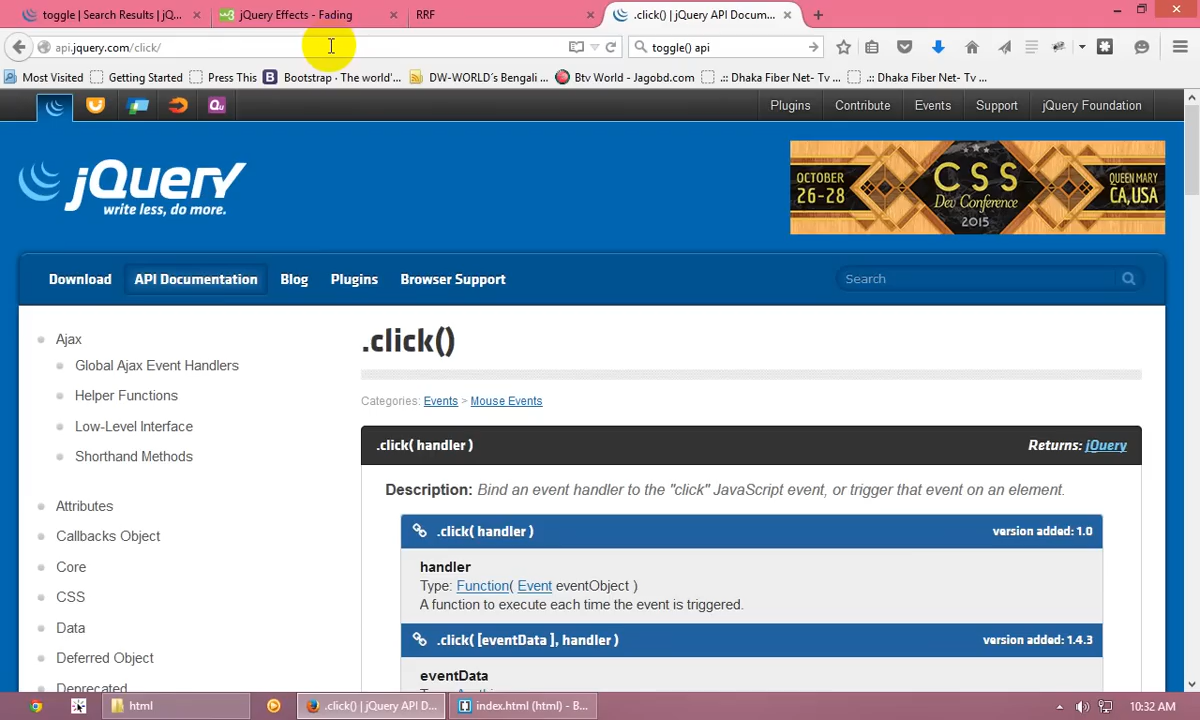 toggle | Search Results | jQ...
jQuery Effects - Fading
RRF
.click() | jQuery API Docum...
api.jquery.com/click/
toggle() api
Most Visited
Getting Started
Press This
Bootstrap · The world'...
DW-WORLD´s Bengali ...
Btv World - Jagobd.com
.:: Dhaka Fiber Net- Tv ...
.:: Dhaka Fiber Net- Tv ...
Qu
Plugins
Contribute
Events
Support
jQuery Foundation
jQuery
write less, do more.
OCTOBER
26-28
CSS
Dev Conference
2015
QUEEN MARY
CA, USA
Download
API Documentation
Blog
Plugins
Browser Support
Search
Ajax
Global Ajax Event Handlers
Helper Functions
Low-Level Interface
Shorthand Methods
Attributes
Callbacks Object
Core
CSS
Data
Deferred Object
Deprecated
.click()
Categories: Events > Mouse Events
.click( handler )
Returns: jQuery
Description: Bind an event handler to the "click" JavaScript event, or trigger that event on an element.
.click( handler )
version added: 1.0
handler
Type: Function( Event eventObject )
A function to execute each time the event is triggered.
.click( [eventData ], handler )
version added: 1.4.3
eventData
html
.click() | jQuery API D...
index.html (html) - B...
10:32 AM